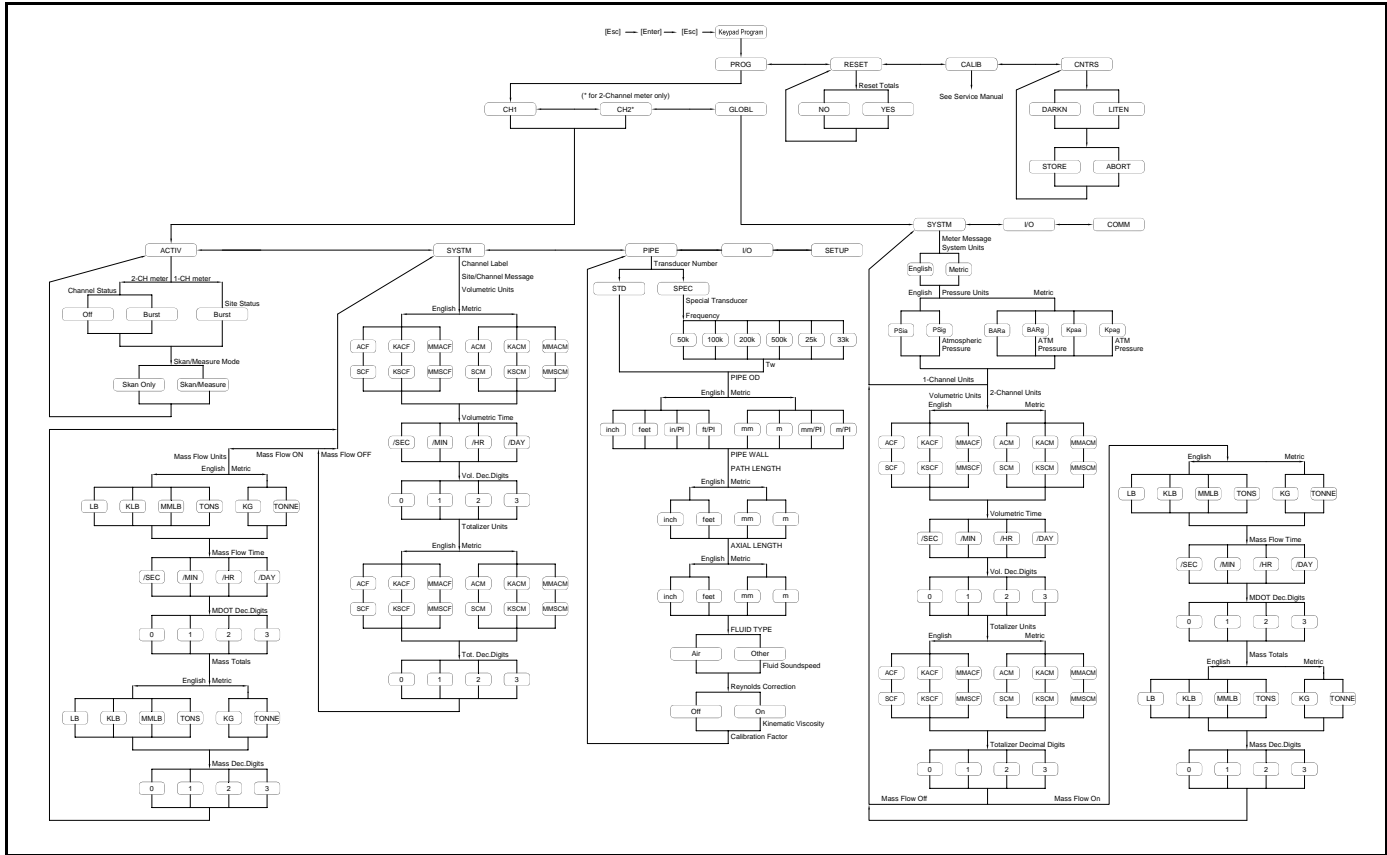 [Esc] [Enter] [Esc] Keypad Program
PROG RESET CALIB CNTRS
Reset Totals
See Service Manual
(* for 2-Channel meter only)
CH1 CH2* GLOBL
NO YES
DARKN LITEN
STORE ABORT
ACTIV SYSTM PIPE I/O SETUP
SYSTM I/O COMM
2-CH meter 1-CH meter
Channel Status
Site Status
Off Burst Burst
Skan/Measure Mode
Skan Only Skan/Measure
Channel Label
Site/Channel Message
Volumetric Units
English Metric
ACF KACF MMACF ACM KACM MMACM
SCF KSCF MMSCF SCM KSCM MMSCM
Volumetric Time
/SEC /MIN /HR /DAY
Vol. Dec.Digits
0 1 2 3
Totalizer Units
English Metric
ACF KACF MMACF ACM KACM MMACM
SCF KSCF MMSCF SCM KSCM MMSCM
Tot. Dec.Digits
0 1 2 3
Mass Flow ON Mass Flow OFF
Mass Flow Units
English Metric
LB KLB MMLB TONS KG TONNE
Mass Flow Time
/SEC /MIN /HR /DAY
MDOT Dec.Digits
0 1 2 3
Mass Totals
English Metric
LB KLB MMLB TONS KG TONNE
Mass Dec.Digits
0 1 2 3
Transducer Number
STD SPEC
Special Transducer
Frequency
50k 100k 200k 500k 25k 33k
Tw
PIPE OD
English Metric
inch feet in/PI ft/PI mm m mm/PI m/PI
PIPE WALL
PATH LENGTH
English Metric
inch feet mm m
AXIAL LENGTH
English Metric
inch feet mm m
FLUID TYPE
Air Other
Fluid Soundspeed
Reynolds Correction
Off On
Kinematic Viscosity
Calibration Factor
Meter Message
System Units
English Metric
English Pressure Units Metric
PSia PSig BARa BARg Kpaa Kpag
Atmospheric
Pressure
ATM
Pressure
ATM
Pressure
1-Channel Units
2-Channel Units
Volumetric Units
English Metric
ACF KACF MMACF ACM KACM MMACM
SCF KSCF MMSCF SCM KSCM MMSCM
Volumetric Time
/SEC /MIN /HR /DAY
Vol. Dec.Digits
0 1 2 3
Totalizer Units
English Metric
ACF KACF MMACF ACM KACM MMACM
SCF KSCF MMSCF SCM KSCM MMSCM
Totalizer Decimal Digits
0 1 2 3
Mass Flow Off Mass Flow On
English Metric
LB KLB MMLB TONS KG TONNE
Mass Flow Time
/SEC /MIN /HR /DAY
MDOT Dec.Digits
0 1 2 3
Mass Totals
English Metric
LB KLB MMLB TONS KG TONNE
Mass Dec.Digits
0 1 2 3